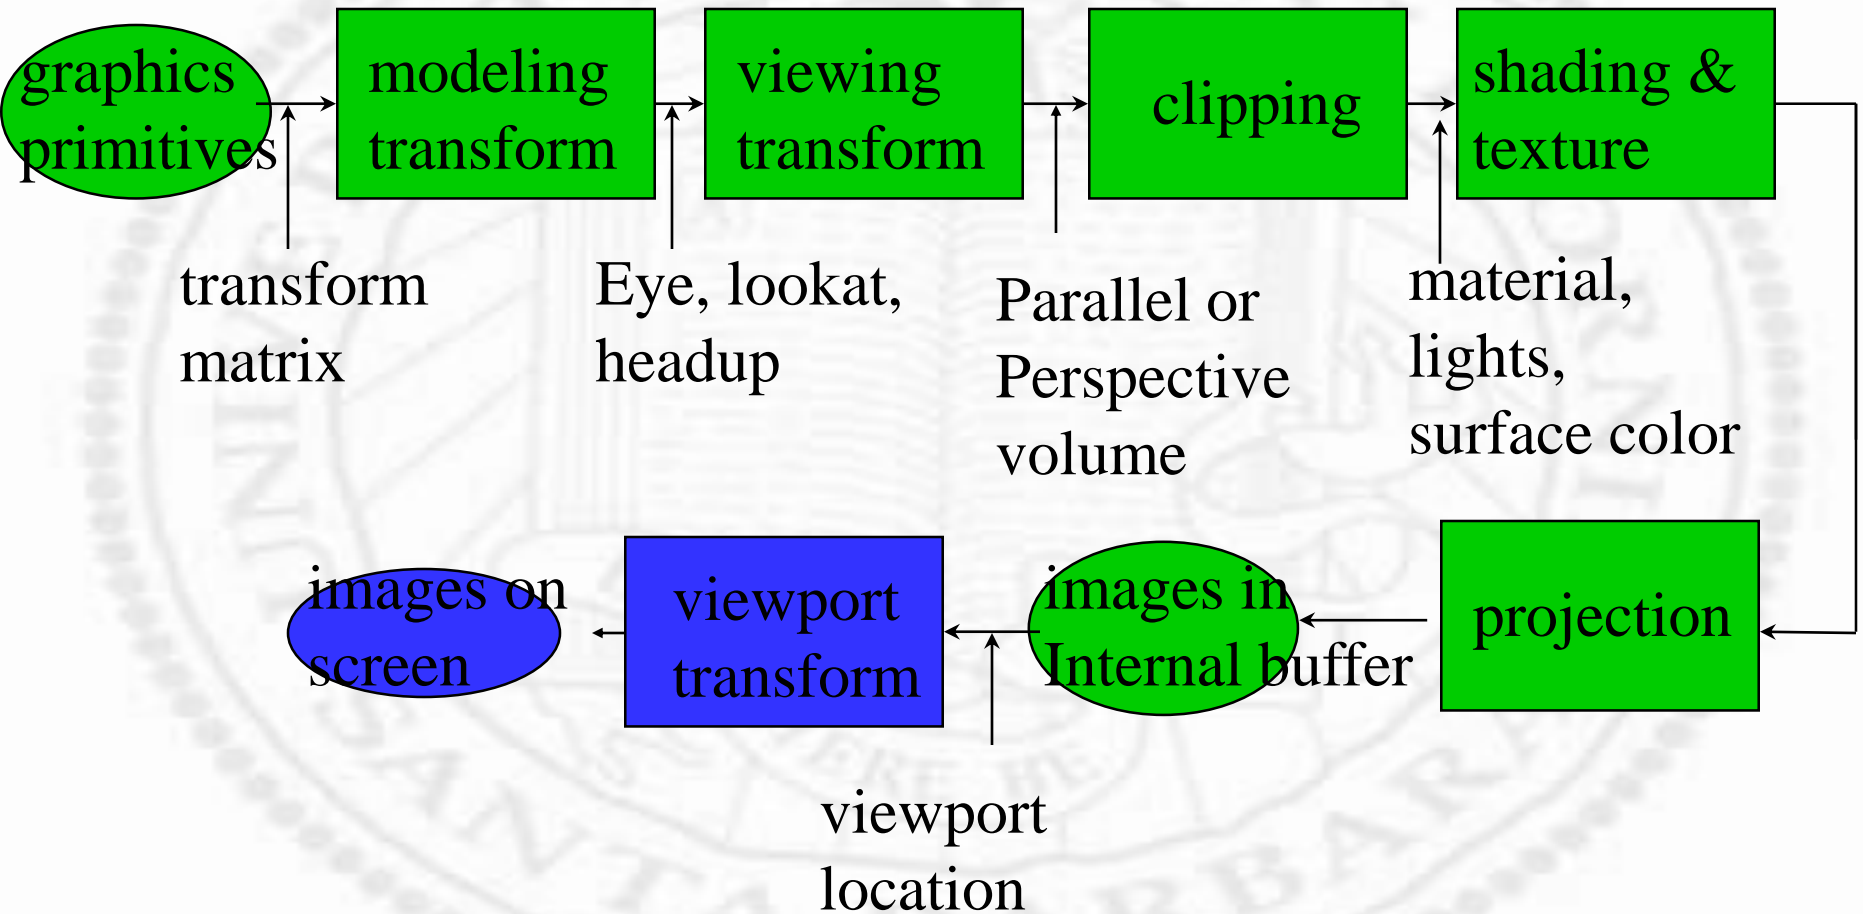 graphics
primitives
modeling
transform
viewing
transform
clipping
shading &
texture
transform
matrix
Eye, lookat,
headup
Parallel or
Perspective
volume
material,
lights,
surface color
projection
images in
Internal buffer
viewport
transform
images on
screen
viewport
location